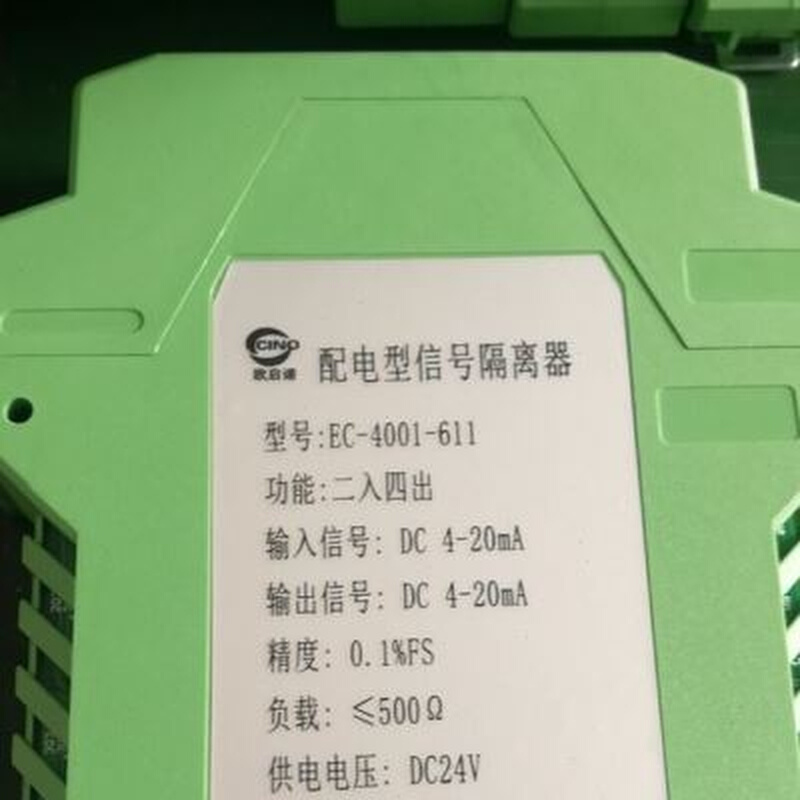 CINO
欧启诺
配电型信号隔离器
型号:EC-4001-611
功能:二入四出
输入信号: DC 4-20mA
输出信号: DC 4-20mA
精度: 0.1%FS
负载: ≤500Ω
供电电压: DC24V